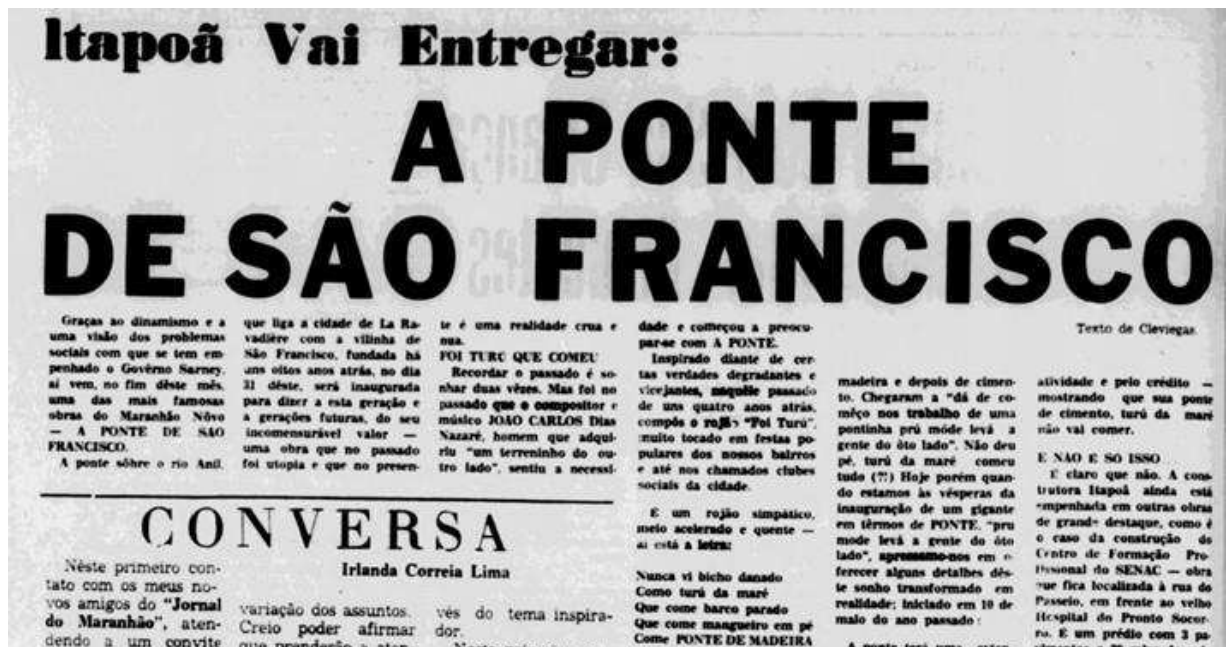 Itapoã Vai Entregar:
A PONTE
DE SÃO FRANCISCO
Texto de Cleviegas.
Graças ao dinamismo e a
uma visão dos problemas
sociais com que se tem em-
penhado o Govêrno Sarney,
aí vem, no fim dêste mês,
uma das mais famosas
obras do Maranhão Nôvo
— A PONTE DE SÃO
FRANCISCO.
A ponte sôbre o rio Anil,
que liga a cidade de La Ra-
vadière com a vilinha de
São Francisco, fundada há
uns oitos anos atrás, no dia
31 dêste, será inaugurada
para dizer a esta geração e
a gerações futuras, do seu
incomensurável valor —
uma obra que no passado
foi utopia e que no presen-
te é uma realidade crua e
nua.
FOI TURU QUE COMEU
Recordar o passado é so-
nhar duas vêzes. Mas foi no
passado que o compositor e
músico JOÃO CARLOS Dias
Nazaré, homem que adqui-
riu "um terreninho do ou-
tro lado", sentiu a necessi-
dade e começou a preocu-
par-se com A PONTE.
Inspirado diante de cer-
tas verdades degradantes e
vicejantes, naquêle passado
de uns quatro anos atrás,
compôs o rojão "Foi Turú",
muito tocado em festas po-
pulares dos nossos bairros
e até nos chamados clubes
sociais da cidade.
É um rojão simpático,
meio acelerado e quente —
aí está a letra:
Nunca vi bicho danado
Como turú da maré
Que come barco parado
Que come mangueiro em pé
Come PONTE DE MADEIRA
madeira e depois de cimen-
to. Chegaram a "dá de co-
mêço nos trabalho de uma
pontinha prú móde levá a
gente do ôto lado". Não deu
pé, turú da maré comeu
tudo (?!) Hoje porém quan-
do estamos às vésperas da
inauguração de um gigante
em têrmos de PONTE, "pru
mode levá a gente do ôto
lado", apressamo-nos em o-
ferecer alguns detalhes dês-
te sonho transformado em
realidade; iniciado em 10 de
maio do ano passado:
A ponte terá uma
atividade e pelo crédito —
mostrando que sua ponte
de cimento, turú da maré
não vai comer.
E NÃO É SO ISSO
É claro que não. A cons-
trutora Itapoã ainda está
empenhada em outras obras
de grande destaque, como é
o caso da construção do
Centro de Formação Pro-
fissional do SENAC — obra
que fica localizada à rua do
Passeio, em frente ao velho
Hospital do Pronto Socor-
ro. É um prédio com 3 pa-
CONVERSA
Irlanda Correia Lima
Nêste primeiro con-
tato com os meus no-
vos amigos do "Jornal
do Maranhão", aten-
dendo a um convite
variação dos assuntos.
Creio poder afirmar
vés do tema inspira-
dor.